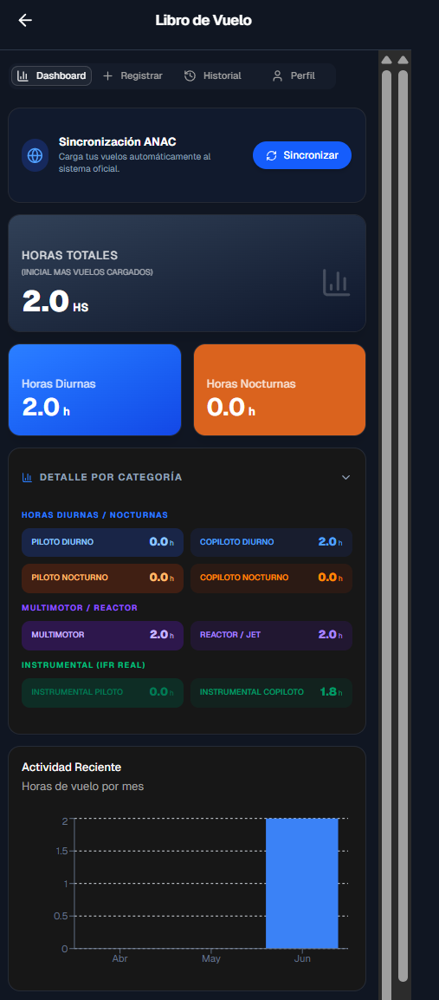 Libro de Vuelo
Dashboard
Registrar
Historial
Perfil
Sincronización ANAC
Carga tus vuelos automáticamente al
sistema oficial.
Sincronizar
HORAS TOTALES
(INICIAL MAS VUELOS CARGADOS)
2.0 HS
Horas Diurnas
2.0 h
Horas Nocturnas
0.0 h
DETALLE POR CATEGORÍA
HORAS DIURNAS / NOCTURNAS
PILOTO DIURNO 0.0 h
COPILOTO DIURNO 2.0 h
PILOTO NOCTURNO 0.0 h
COPILOTO NOCTURNO 0.0 h
MULTIMOTOR / REACTOR
MULTIMOTOR 2.0 h
REACTOR / JET 2.0 h
INSTRUMENTAL (IFR REAL)
INSTRUMENTAL PILOTO 0.0 h
INSTRUMENTAL COPILOTO 1.8 h
Actividad Reciente
Horas de vuelo por mes
2
1.5
1
0.5
0
Abr
May
Jun